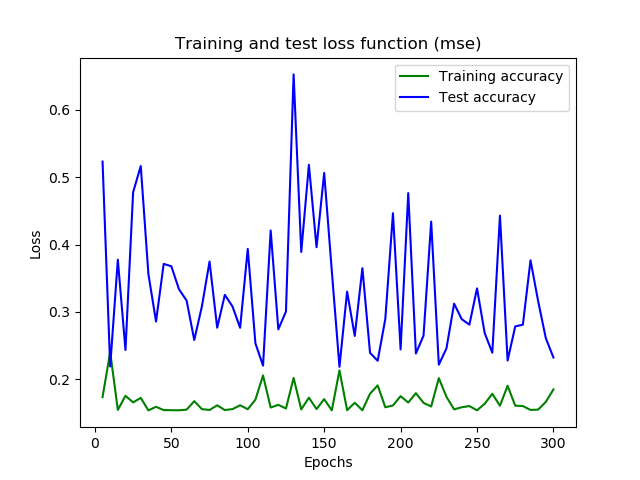 Training and test loss function (mse)
Training accuracy
Test accuracy
Loss
0.6
0.5
0.4
0.3
0.2
0 50 100 150 200 250 300
Epochs